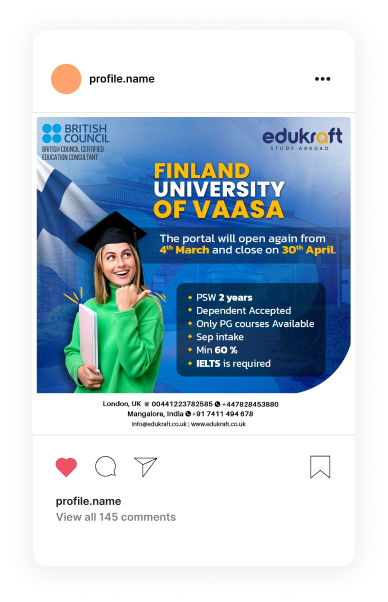 profile.name
BRITISH
COUNCIL
BRITISH COUNCIL CERTIFIED
EDUCATION CONSULTANT
edukraft
STUDY ABROAD
FINLAND
UNIVERSITY
OF VAASA
The portal will open again from
4th March and close on 30th April.
PSW 2 years
Dependent Accepted
Only PG courses Available
Sep intake
Min 60 %
IELTS is required
London, UK ☎ 00441223782585 +447828453880
Mangalore, India +91 7411 494 678
info@edukraft.co.uk | www.edukraft.co.uk
profile.name
View all 145 comments